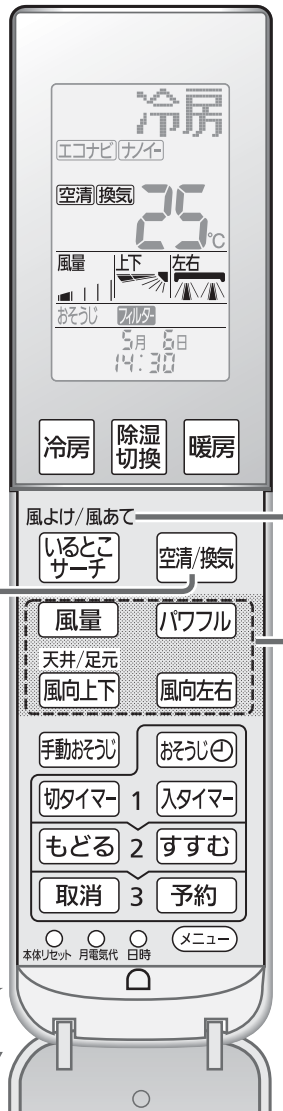 冷房
エコナビ ナノイー
空清 換気 25℃
風量 上下 左右
おそうじ フィルター
5月 6日
14:30
冷房 除湿切換 暖房
風よけ/風あて
いるとこサーチ 空清/換気
風量 パワフル
天井/足元
風向上下 風向左右
手動おそうじ おそうじ
切タイマー 1 入タイマー
もどる 2 すすむ
取消 3 予約
本体リセット 月電気代 日時 メニュー